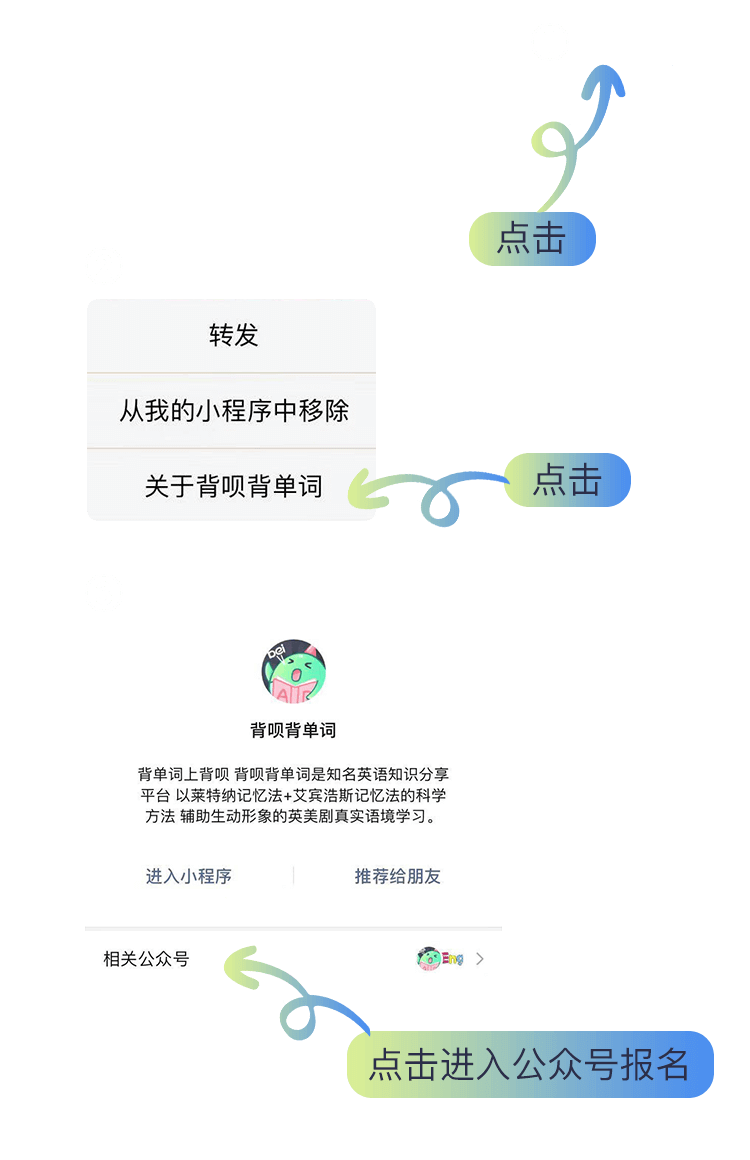 点击
转发
从我的小程序中移除
关于背呗背单词
点击
Bei
背呗背单词
背单词上背呗 背呗背单词是知名英语知识分享
平台 以莱特纳记忆法+艾宾浩斯记忆法的科学
方法 辅助生动形象的英美剧真实语境学习。
进入小程序
推荐给朋友
相关公众号
Eng
点击进入公众号报名